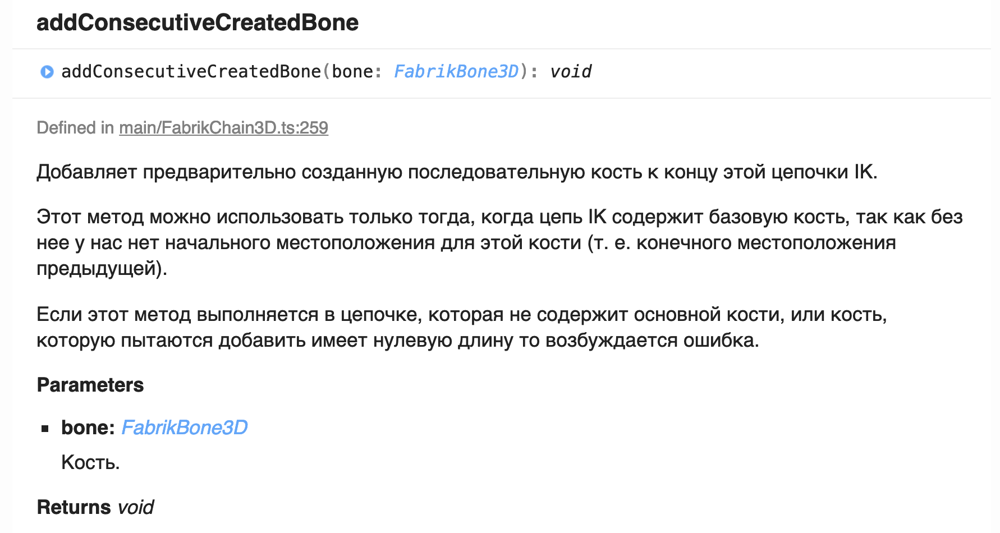 addConsecutiveCreatedBone
addConsecutiveCreatedBone(bone: FabrikBone3D): void
Defined in main/FabrikChain3D.ts:259
Добавляет предварительно созданную последовательную кость к концу этой цепочки IK.
Этот метод можно использовать только тогда, когда цепь IK содержит базовую кость, так как без
нее у нас нет начального местоположения для этой кости (т. е. конечного местоположения
предыдущей).
Если этот метод выполняется в цепочке, которая не содержит основной кости, или кость,
которую пытаются добавить имеет нулевую длину то возбуждается ошибка.
Parameters
▪ bone: FabrikBone3D
Кость.
Returns void